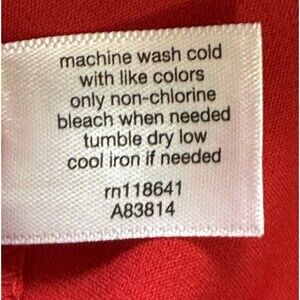 machine wash cold
with like colors
only non-chlorine
bleach when needed
tumble dry low
cool iron if needed
rn118641
A83814